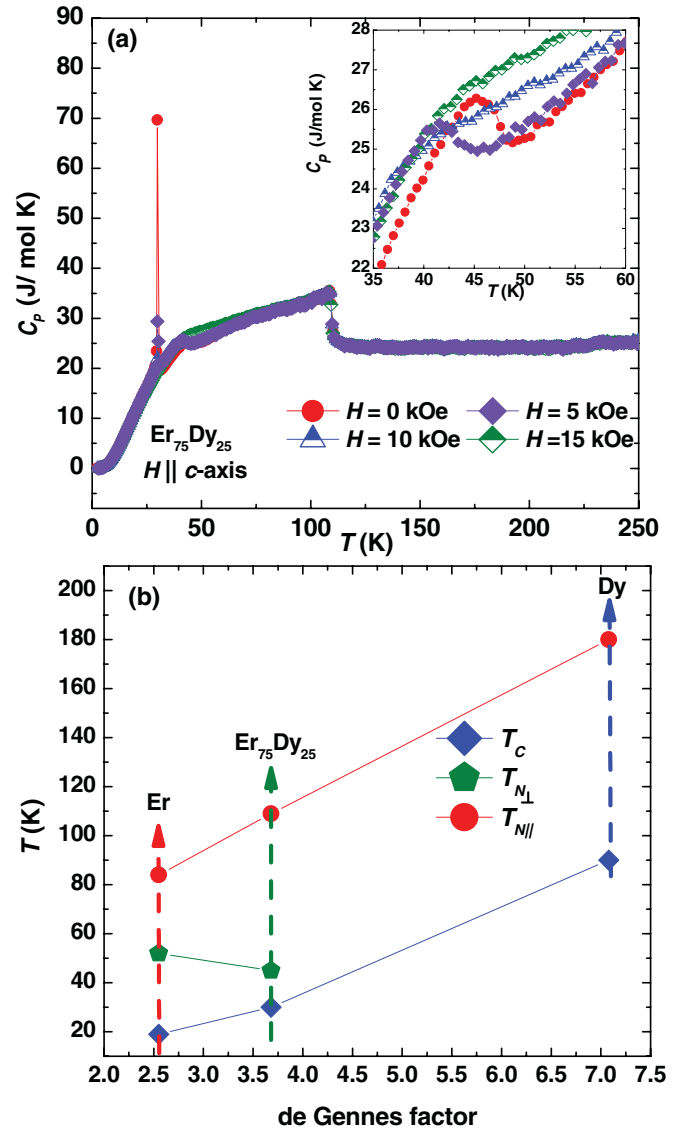 (a)
90
80
70
60
50
40
30
20
10
0
C_P (J/ mol K)
28
27
26
25
24
23
22
C_P (J/mol K)
35 40 45 50 55 60
T (K)
H = 0 kOe H = 5 kOe
H = 10 kOe H =15 kOe
Er₇₅Dy₂₅
H || c-axis
0 50 100 150 200 250
T (K)
(b)
200
180
160
140
120
100
80
60
40
20
T (K)
Dy
Er₇₅Dy₂₅
Er
T_C
T_N⊥
T_N//
2.0 2.5 3.0 3.5 4.0 4.5 5.0 5.5 6.0 6.5 7.0 7.5
de Gennes factor